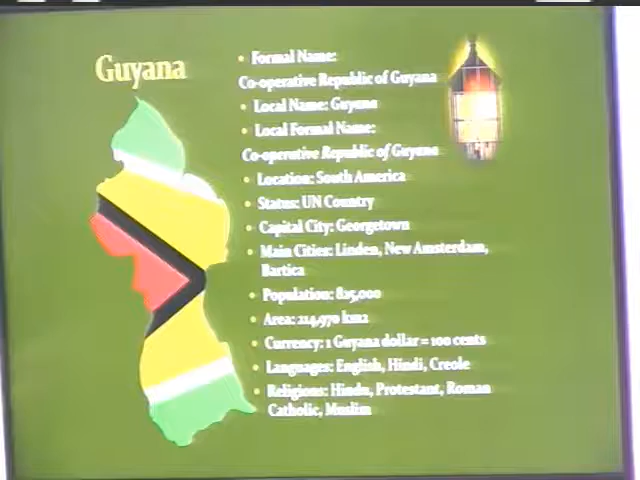 Guyana
• Formal Name:
Co-operative Republic of Guyana
• Local Name: Guyana
• Local Formal Name:
Co-operative Republic of Guyana
• Location: South America
• Status: UN Country
• Capital City: Georgetown
• Main Cities: Linden, New Amsterdam,
Bartica
• Population: 825,000
• Area: 214,970 km2
• Currency: 1 Guyana dollar = 100 cents
• Languages: English, Hindi, Creole
• Religions: Hindu, Protestant, Roman
Catholic, Muslim